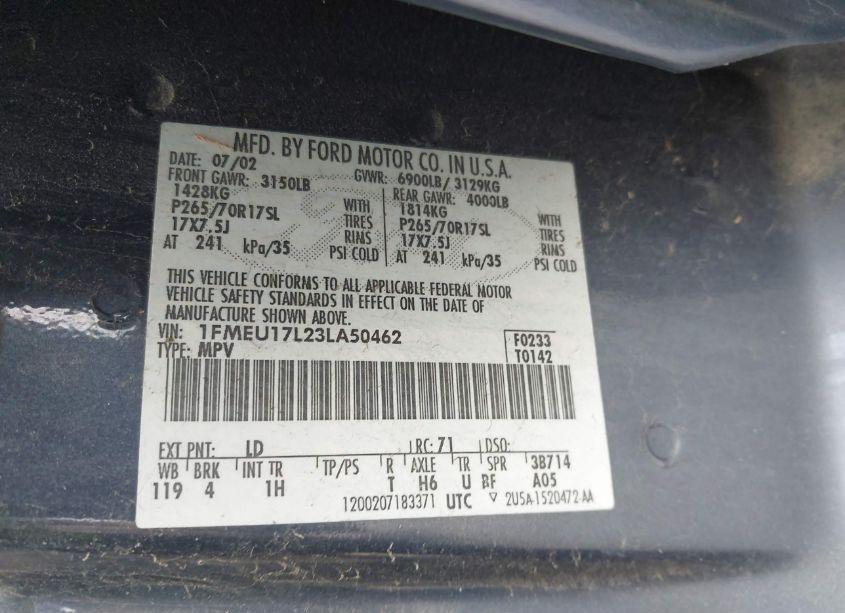 MFD. BY FORD MOTOR CO. IN U.S.A.
DATE: 07/02 GVWR: 6900LB/ 3129KG
FRONT GAWR: 3150LB REAR GAWR: 4000LB
1428KG WITH 1814KG WITH
P265/70R17SL TIRES P265/70R17SL TIRES
17X7.5J RIMS 17X7.5J RIMS
AT 241 kPa/35 PSI COLD AT 241 kPa/35 PSI COLD
THIS VEHICLE CONFORMS TO ALL APPLICABLE FEDERAL MOTOR
VEHICLE SAFETY STANDARDS IN EFFECT ON THE DATE OF
MANUFACTURE SHOWN ABOVE.
VIN: 1FMEU17L23LA50462 F0233
TYPE: MPV T0142
EXT PNT: LD RC: 71 DSO:
WB BRK INT TR TP/PS R AXLE TR SPR 3B714
119 4 1H T H6 U BF A05
1200207183371 UTC ▽ 2U5A-1520472-AA